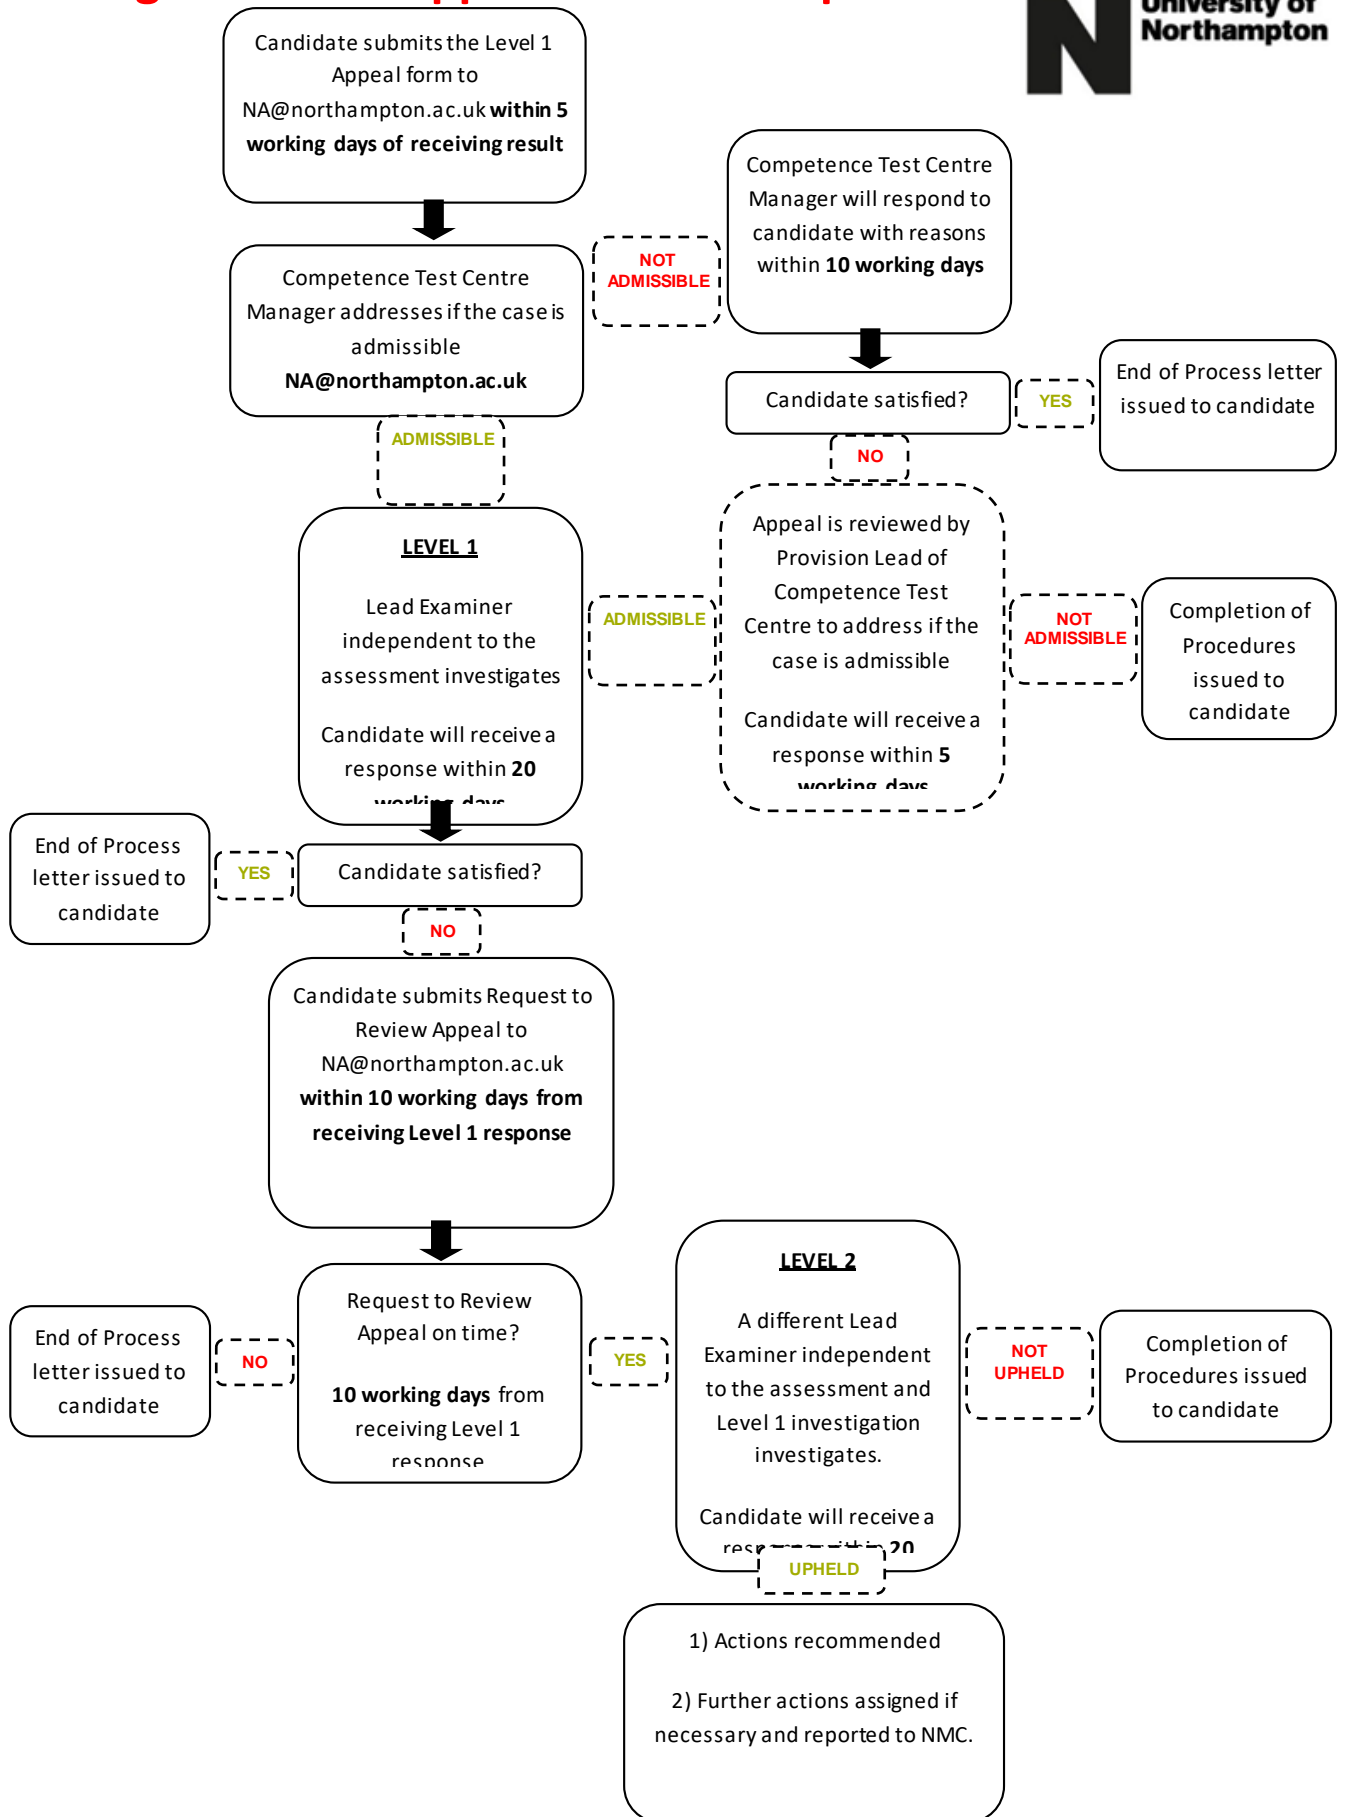 University of
Northampton
Candidate submits the Level 1
Appeal form to
NA@northampton.ac.uk within 5
working days of receiving result
Competence Test Centre
Manager will respond to
candidate with reasons
within 10 working days
NOT
ADMISSIBLE
Competence Test Centre
Manager addresses if the case is
admissible
NA@northampton.ac.uk
Candidate satisfied?
YES
End of Process letter
issued to candidate
ADMISSIBLE
NO
LEVEL 1
Lead Examiner
independent to the
assessment investigates
Candidate will receive a
response within 20
working days
ADMISSIBLE
Appeal is reviewed by
Provision Lead of
Competence Test
Centre to address if the
case is admissible
Candidate will receive a
response within 5
working days
NOT
ADMISSIBLE
Completion of
Procedures
issued to
candidate
End of Process
letter issued to
candidate
YES
Candidate satisfied?
NO
Candidate submits Request to
Review Appeal to
NA@northampton.ac.uk
within 10 working days from
receiving Level 1 response
End of Process
letter issued to
candidate
NO
Request to Review
Appeal on time?
10 working days from
receiving Level 1
response
YES
LEVEL 2
A different Lead
Examiner independent
to the assessment and
Level 1 investigation
investigates.
Candidate will receive a
response within 20
NOT
UPHELD
Completion of
Procedures issued
to candidate
UPHELD
1) Actions recommended
2) Further actions assigned if
necessary and reported to NMC.